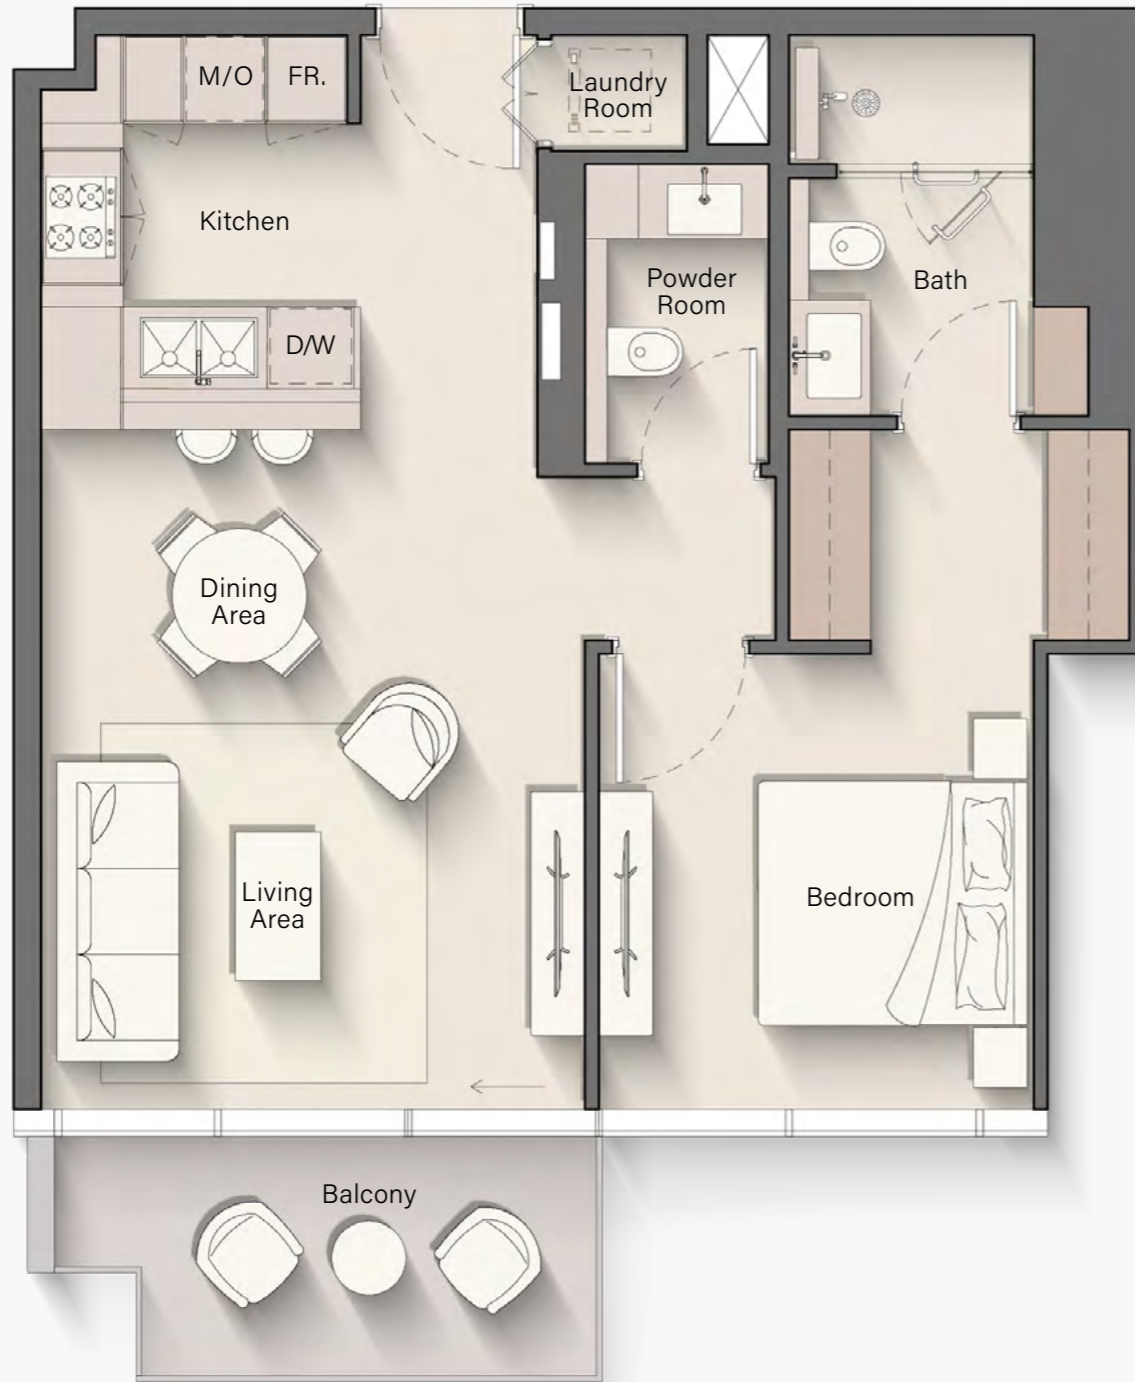 M/O
FR.
Laundry
Room
Kitchen
Powder
Room
Bath
D/W
Dining
Area
Living
Area
Bedroom
Balcony